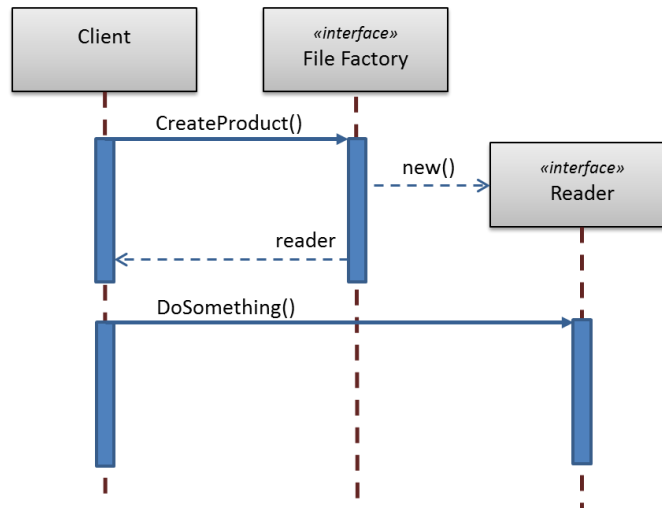 Client
«interface»
File Factory
CreateProduct()
new()
«interface»
Reader
reader
DoSomething()